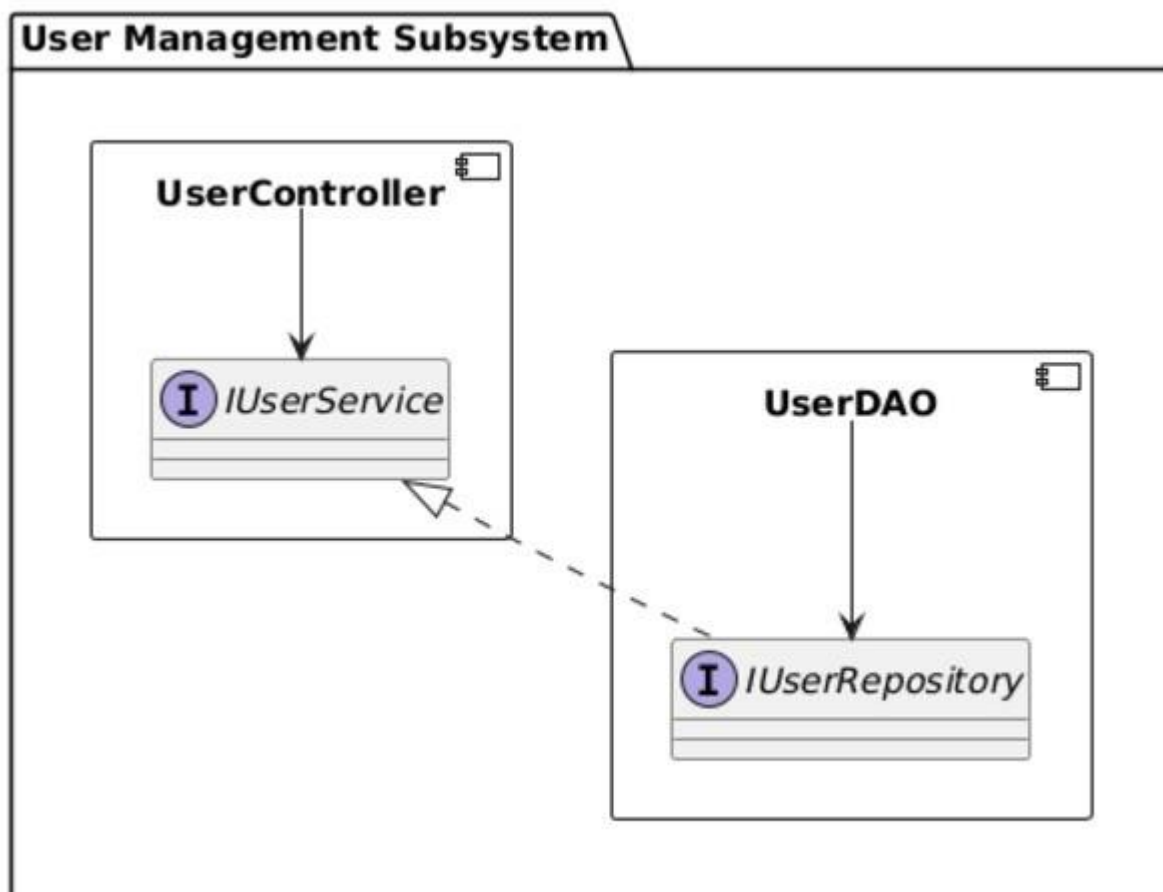 User Management Subsystem
UserController
I IUserService
UserDAO
I IUserRepository